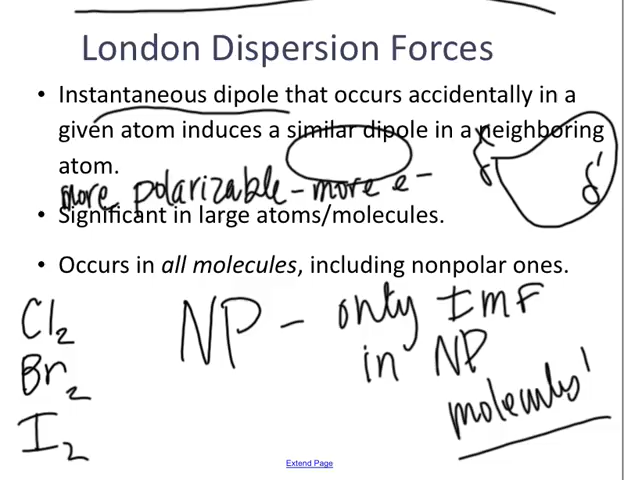 London Dispersion Forces
• Instantaneous dipole that occurs accidentally in a
given atom induces a similar dipole in a neighboring
atom.
more polarizable - more e-
• Significant in large atoms/molecules.
• Occurs in all molecules, including nonpolar ones.
Cl2
Br2
I2
NP - only IMF
in NP
molecules
Extend Page